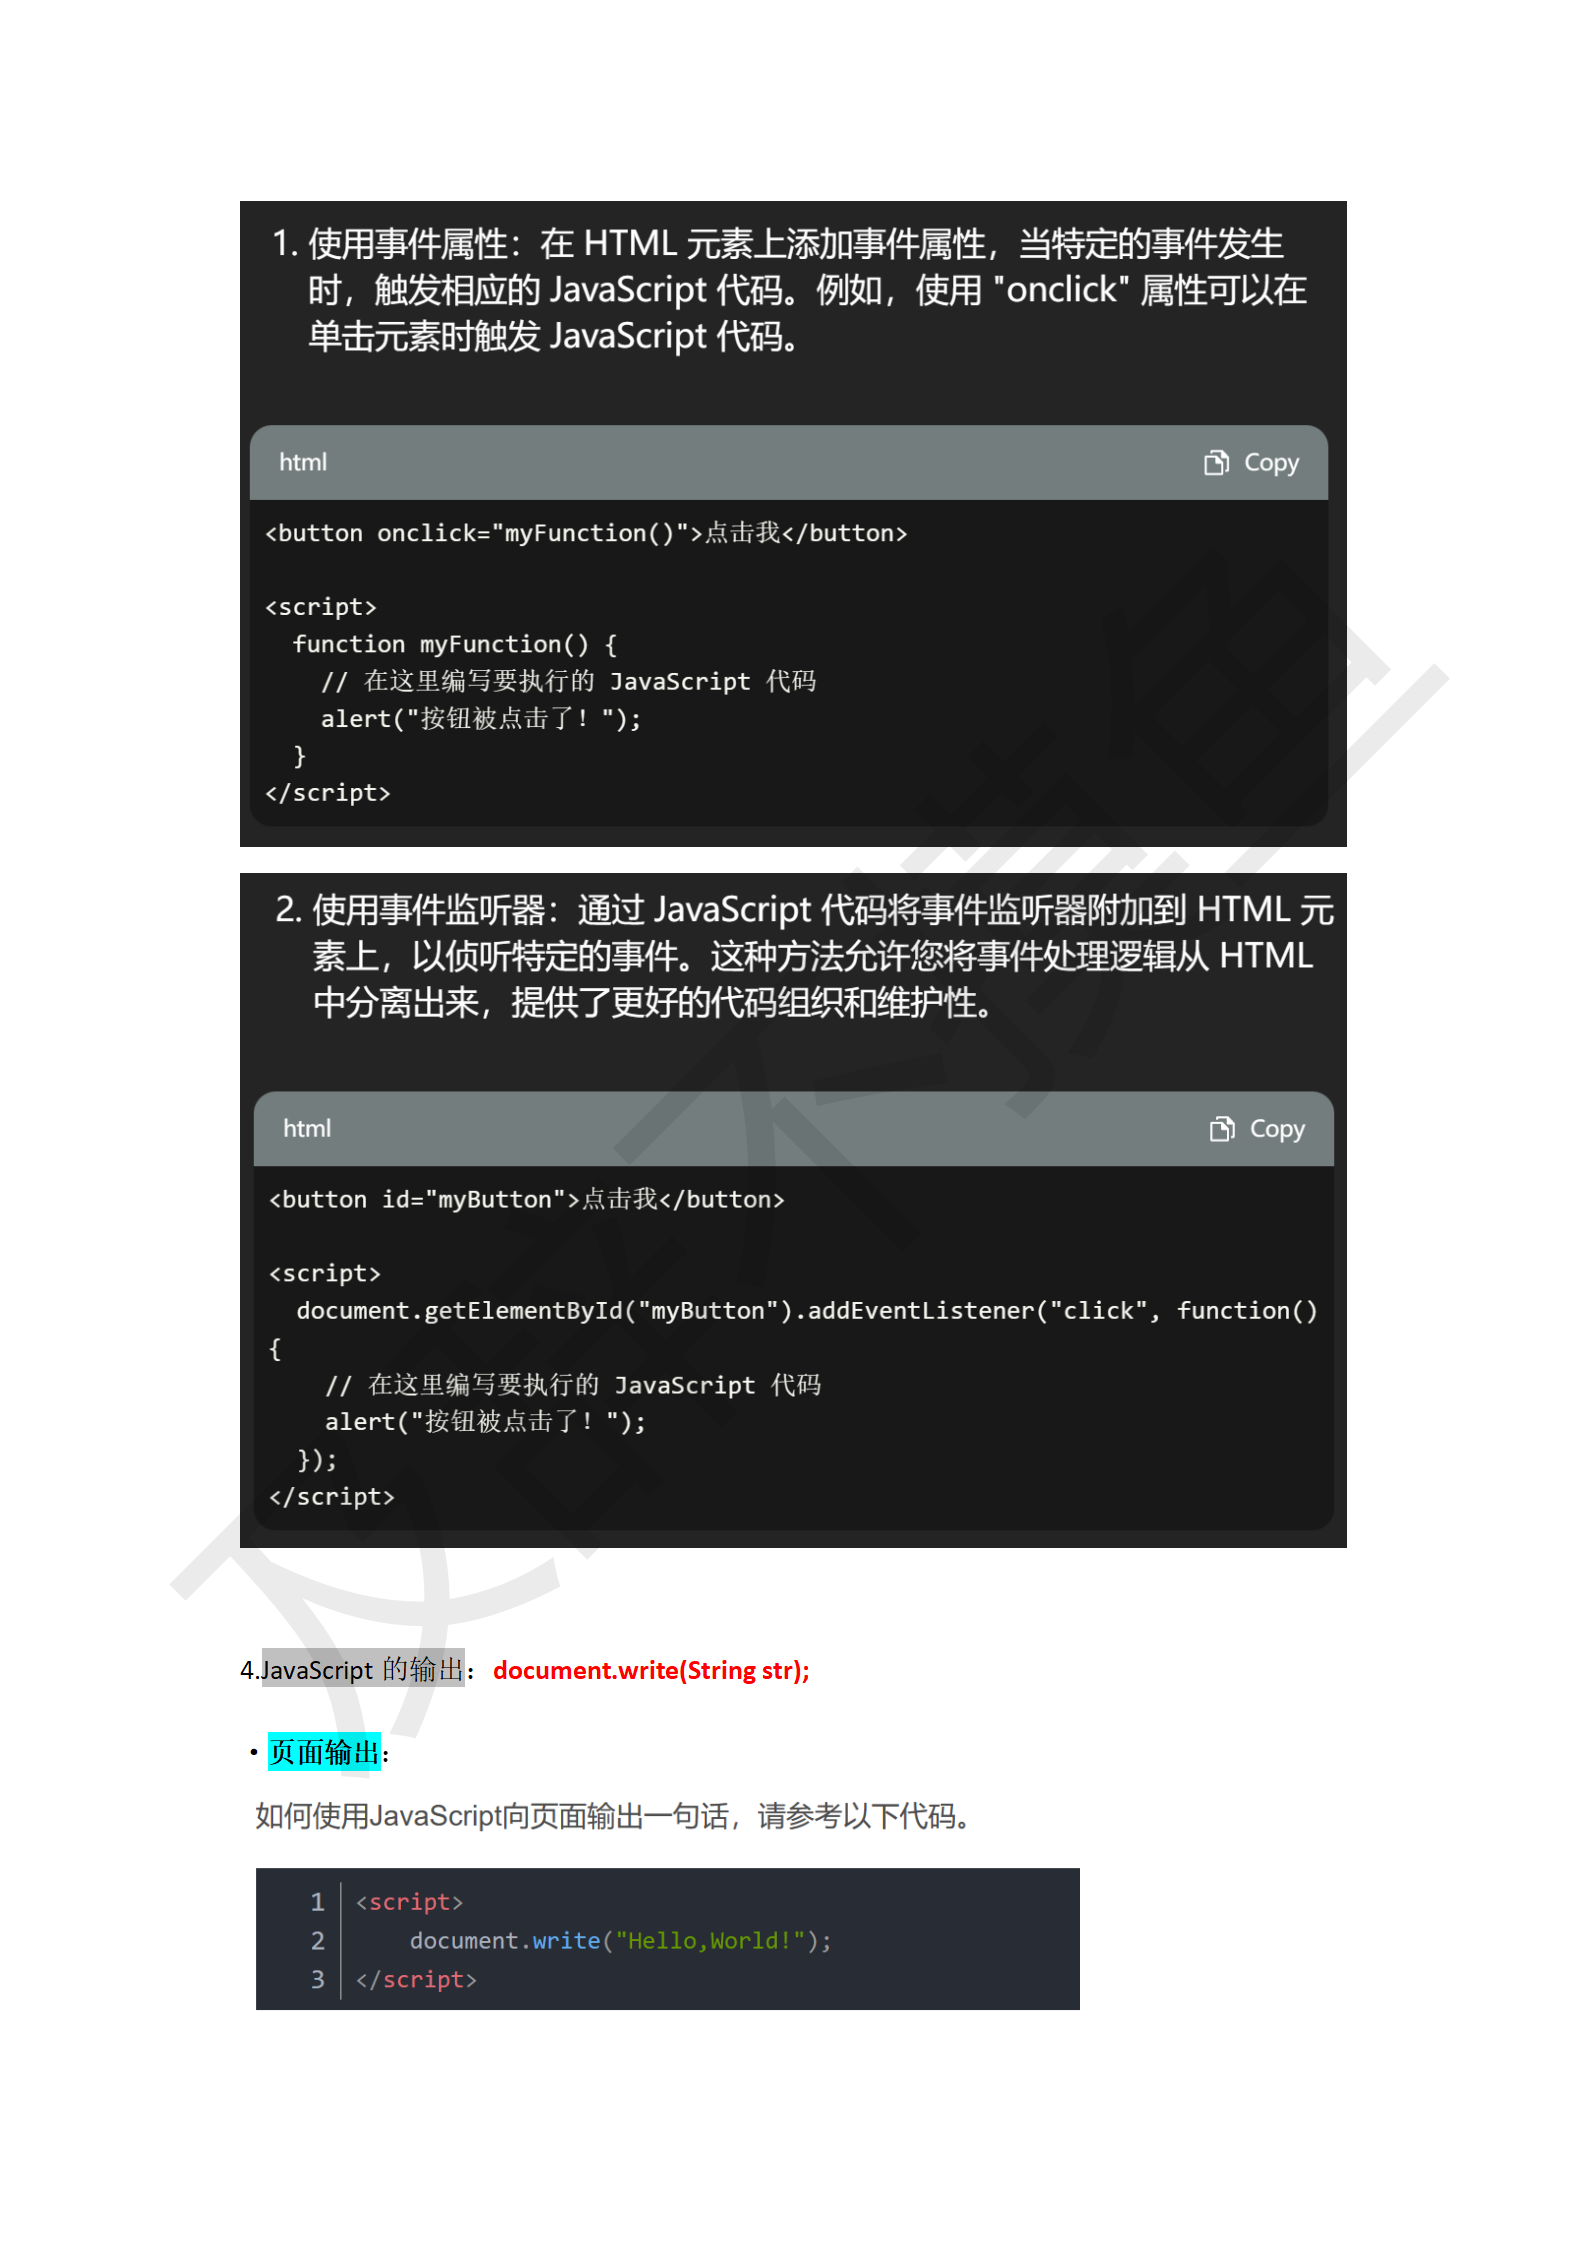 1. 使用事件属性：在 HTML 元素上添加事件属性，当特定的事件发生
时，触发相应的 JavaScript 代码。例如，使用 "onclick" 属性可以在
单击元素时触发 JavaScript 代码。
html Copy
<button onclick="myFunction()">点击我</button>
<script>
function myFunction() {
// 在这里编写要执行的 JavaScript 代码
alert("按钮被点击了！");
}
</script>
2. 使用事件监听器：通过 JavaScript 代码将事件监听器附加到 HTML 元
素上，以侦听特定的事件。这种方法允许您将事件处理逻辑从 HTML
中分离出来，提供了更好的代码组织和维护性。
html Copy
<button id="myButton">点击我</button>
<script>
document.getElementById("myButton").addEventListener("click", function()
{
// 在这里编写要执行的 JavaScript 代码
alert("按钮被点击了！");
});
</script>
4.JavaScript 的输出：document.write(String str);
·页面输出：
如何使用JavaScript向页面输出一句话，请参考以下代码。
1 <script>
2 document.write("Hello,World!");
3 </script>